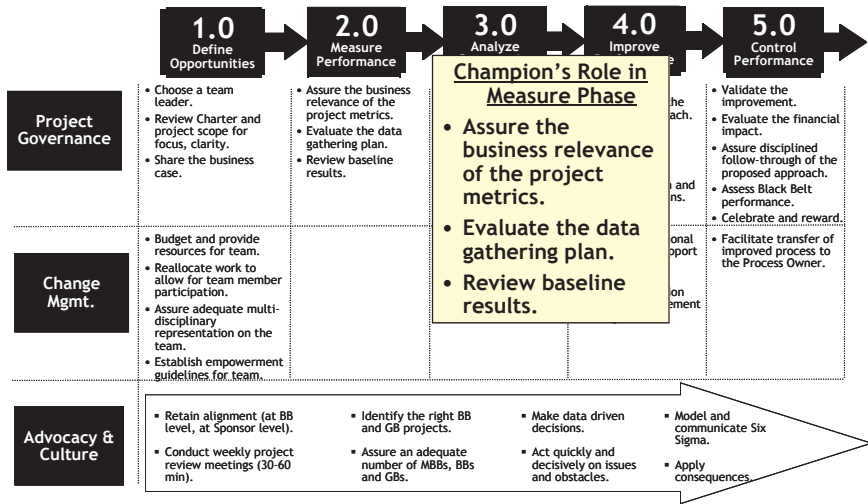 1.0
Define
Opportunities
2.0
Measure
Performance
3.0
Analyze
4.0
Improve
5.0
Control
Performance
Project
Governance
• Choose a team
leader.
• Review Charter and
project scope for
focus, clarity.
• Share the business
case.
• Assure the business
relevance of the
project metrics.
• Evaluate the data
gathering plan.
• Review baseline
results.
Champion's Role in
Measure Phase
• Assure the
business relevance
of the project
metrics.
• Evaluate the data
gathering plan.
• Review baseline
results.
the
and
• Validate the
improvement.
• Evaluate the financial
impact.
• Assure disciplined
follow-through of the
proposed approach.
• Assess Black Belt
performance.
• Celebrate and reward.
Change
Mgmt.
• Budget and provide
resources for team.
• Reallocate work to
allow for team member
participation.
• Assure adequate multi-
disciplinary
representation on the
team.
• Establish empowerment
guidelines for team.
• Facilitate transfer of
improved process to
the Process Owner.
Advocacy &
Culture
▪ Retain alignment (at BB
level, at Sponsor level).
▪ Conduct weekly project
review meetings (30-60
min).
▪ Identify the right BB
and GB projects.
▪ Assure an adequate
number of MBBs, BBs
and GBs.
▪ Make data driven
decisions.
▪ Act quickly and
decisively on issues
and obstacles.
▪ Model and
communicate Six
Sigma.
▪ Apply
consequences.